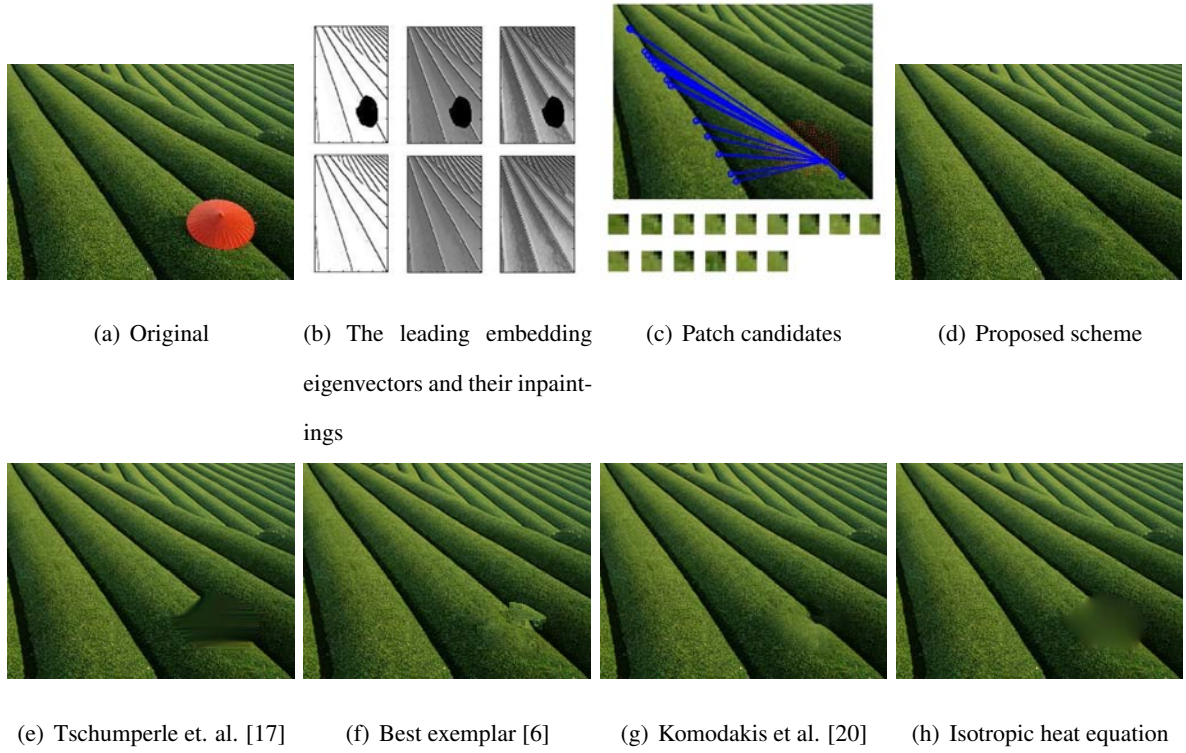 (a) Original
(b) The leading embedding
eigenvectors and their inpaint-
ings
(c) Patch candidates
(d) Proposed scheme
(e) Tschumperle et. al. [17]
(f) Best exemplar [6]
(g) Komodakis et al. [20]
(h) Isotropic heat equation